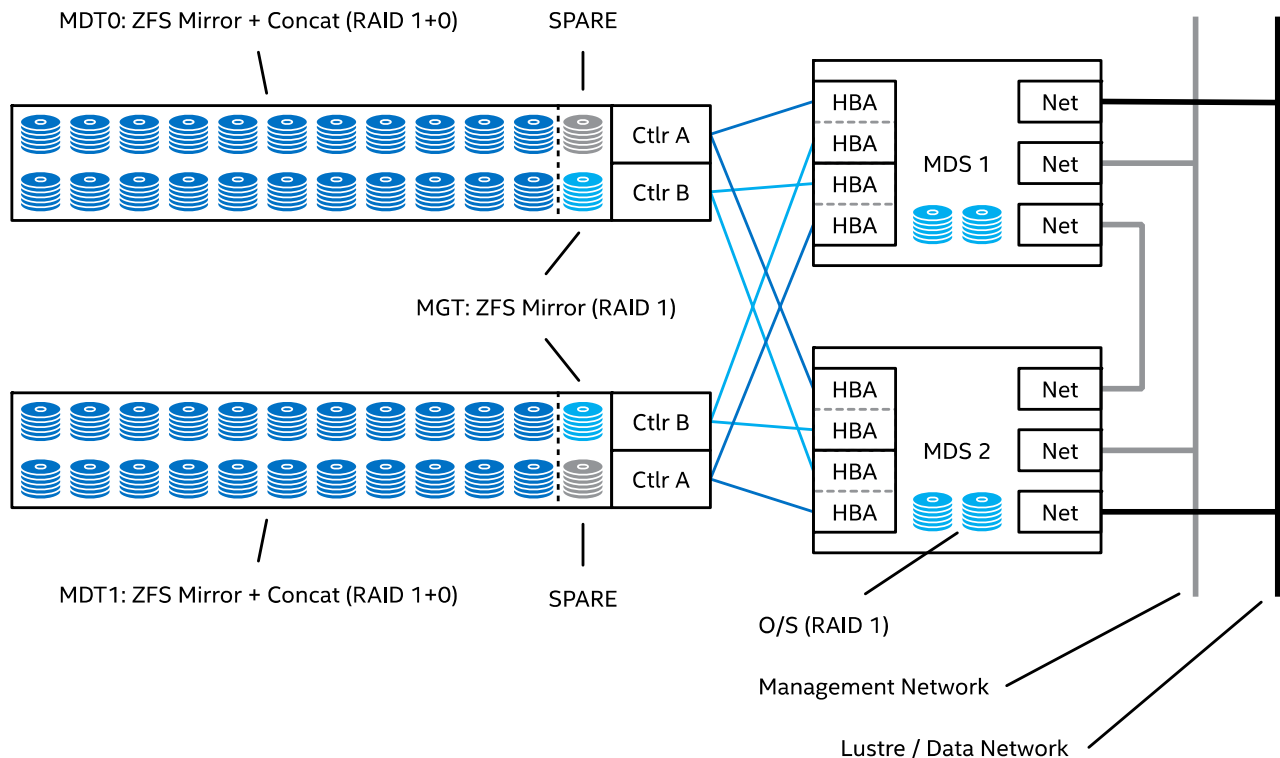 MDT0: ZFS Mirror + Concat (RAID 1+0)
SPARE
Ctlr A
Ctlr B
HBA
HBA
HBA
HBA
MDS 1
Net
Net
Net
MGT: ZFS Mirror (RAID 1)
Ctlr B
Ctlr A
HBA
HBA
HBA
HBA
MDS 2
Net
Net
Net
MDT1: ZFS Mirror + Concat (RAID 1+0)
SPARE
O/S (RAID 1)
Management Network
Lustre / Data Network